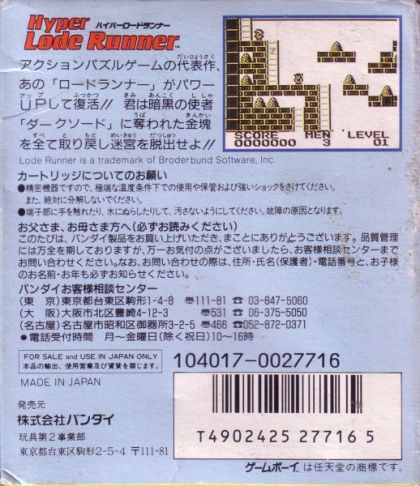 Hyper
Lode Runner™
ハイパーロードランナー
アクションパズルゲームの代表作、
あの「ロードランナー」がパワー
UPして復活!! 君は暗黒の使者
「ダークソード」に奪われた金塊
を全て取り戻し迷宮を脱出せよ!!
SCORE MEN LEVEL
0000000 3 01
Lode Runner is a trademark of Broderbund Software, Inc.
カートリッジについてのお願い
●精密機器ですので、極端な温度条件下での使用や保管および強いショックをさけてください。
また、絶対に分解しないでください。
●端子部に手を触れたり、水にぬらしたりして、汚さないようにしてください。故障の原因となります。
お父さま、お母さま方へ(必ずお読みください)
このたびは、バンダイ製品をお買い上げいただき、まことにありがとうございます。品質管理
には万全を期しておりますが、万一お気付の点がございましたら、お客様相談センターまで
お問い合わせください。なお、お問い合わせの際は、住所・氏名(保護者)・電話番号と、お子様
のお名前・お年も必ずお知らせください。
バンダイお客様相談センター
(東 京)東京都台東区駒形1-4-8 〠111-81 ☎ 03-847-5060
(大 阪)大阪市北区豊崎4-12-3 〠531 ☎ 06-375-5050
(名古屋)名古屋市昭和区御器所3-2-5 〠466 ☎052-872-0371
●電話受付時間 月〜金曜日(除く祝日)10〜16時
FOR SALE and USE IN JAPAN ONLY
本品の輸出、使用営業及び賃貸を禁じます。
104017-0027716
MADE IN JAPAN
発売元
株式会社バンダイ
玩具第2事業部
東京都台東区駒形2-5-4 〒111-81
T4902425 27716 5
ゲームボーイは任天堂の商標です。